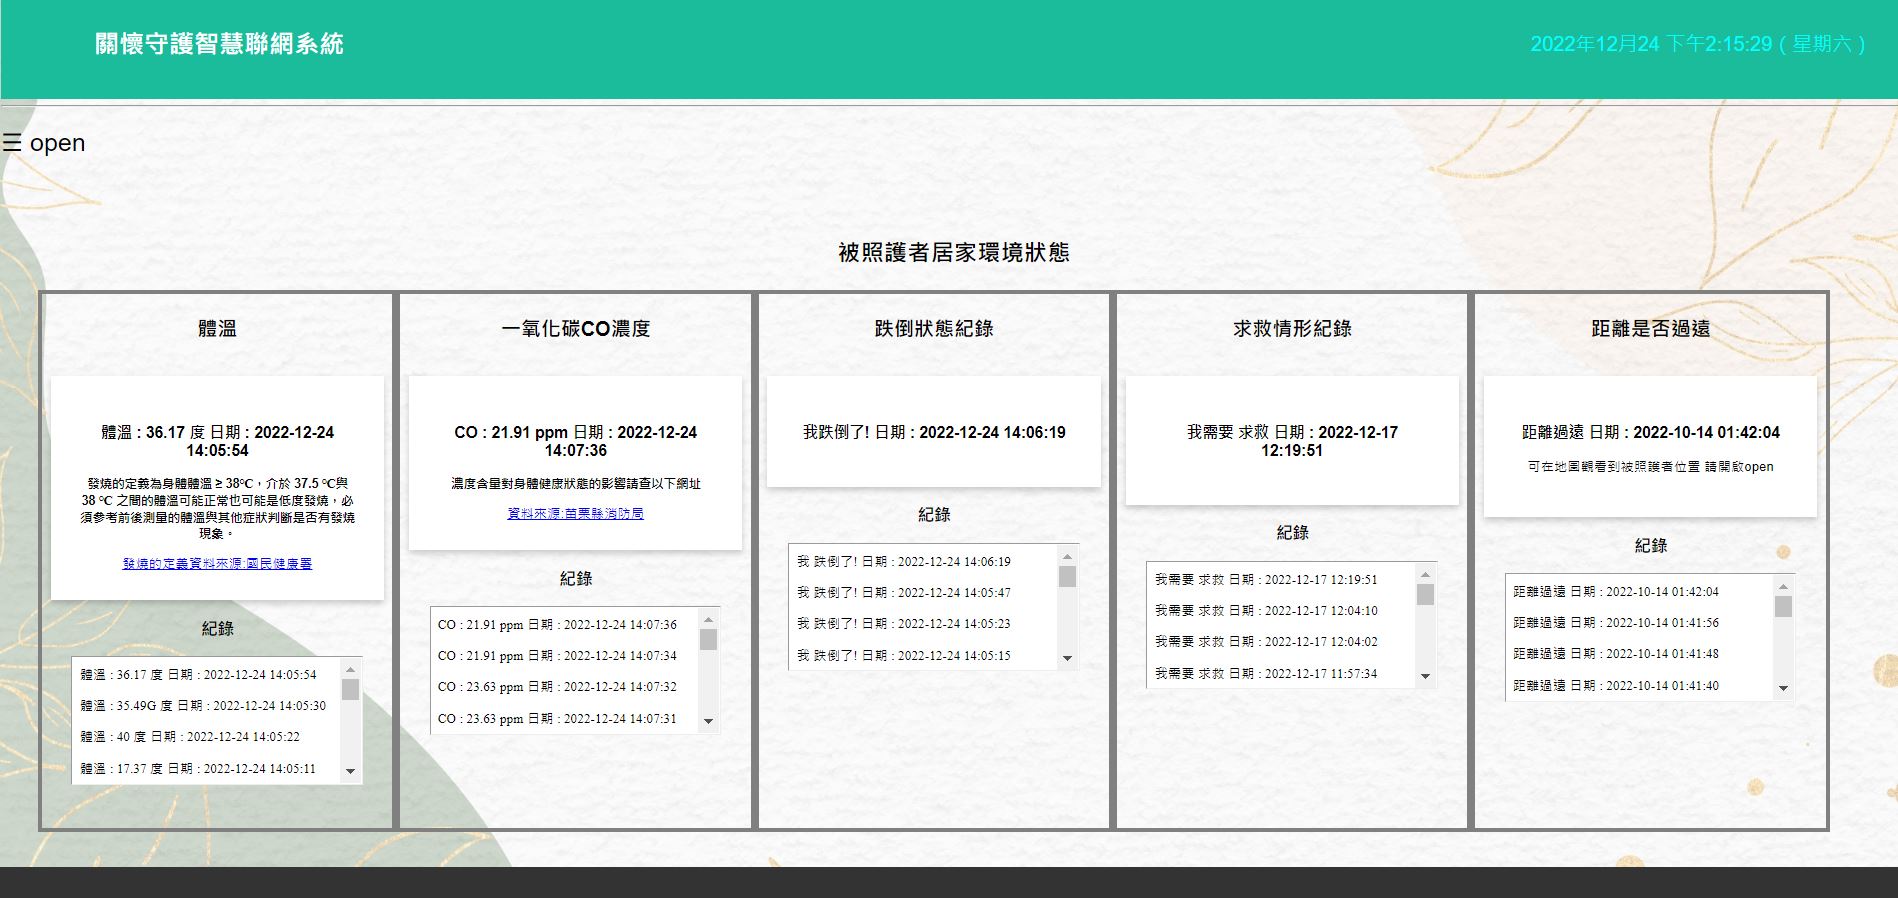 關懷守護智慧聯網系統
2022年12月24 下午2:15:29 ( 星期六 )
☰ open
被照護者居家環境狀態
體溫
體溫 : 36.17 度 日期 : 2022-12-24
14:05:54
發燒的定義為身體體溫 ≥ 38°C，介於 37.5 °C與
38 °C 之間的體溫可能正常也可能是低度發燒，必
須參考前後測量的體溫與其他症狀判斷是否有發燒
現象。
發燒的定義資料來源:國民健康署
紀錄
體溫 : 36.17 度 日期 : 2022-12-24 14:05:54
體溫 : 35.49G 度 日期 : 2022-12-24 14:05:30
體溫 : 40 度 日期 : 2022-12-24 14:05:22
體溫 : 17.37 度 日期 : 2022-12-24 14:05:11
一氧化碳CO濃度
CO : 21.91 ppm 日期 : 2022-12-24
14:07:36
濃度含量對身體健康狀態的影響請查以下網址
資料來源:苗栗縣消防局
紀錄
CO : 21.91 ppm 日期 : 2022-12-24 14:07:36
CO : 21.91 ppm 日期 : 2022-12-24 14:07:34
CO : 23.63 ppm 日期 : 2022-12-24 14:07:32
CO : 23.63 ppm 日期 : 2022-12-24 14:07:31
跌倒狀態紀錄
我跌倒了! 日期 : 2022-12-24 14:06:19
紀錄
我 跌倒了! 日期 : 2022-12-24 14:06:19
我 跌倒了! 日期 : 2022-12-24 14:05:47
我 跌倒了! 日期 : 2022-12-24 14:05:23
我 跌倒了! 日期 : 2022-12-24 14:05:15
求救情形紀錄
我需要 求救 日期 : 2022-12-17
12:19:51
紀錄
我需要 求救 日期 : 2022-12-17 12:19:51
我需要 求救 日期 : 2022-12-17 12:04:10
我需要 求救 日期 : 2022-12-17 12:04:02
我需要 求救 日期 : 2022-12-17 11:57:34
距離是否過遠
距離過遠 日期 : 2022-10-14 01:42:04
可在地圖觀看到被照護者位置 請開啟open
紀錄
距離過遠 日期 : 2022-10-14 01:42:04
距離過遠 日期 : 2022-10-14 01:41:56
距離過遠 日期 : 2022-10-14 01:41:48
距離過遠 日期 : 2022-10-14 01:41:40